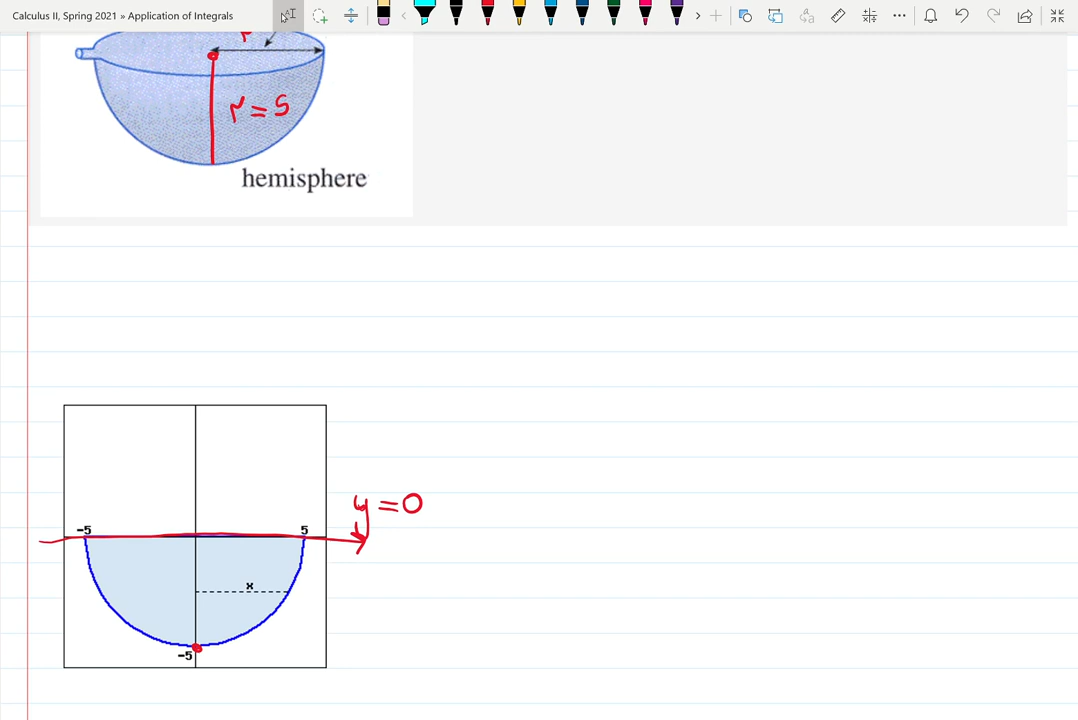 Calculus II, Spring 2021 » Application of Integrals
r = 5
hemisphere
y = 0
-5
5
x
-5